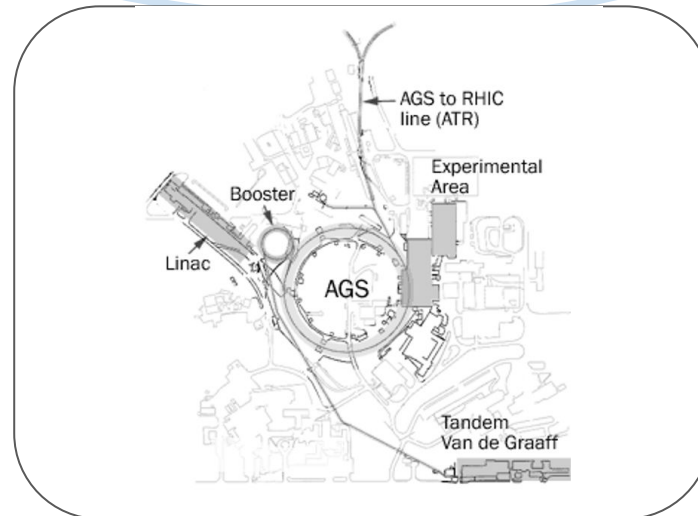 AGS to RHIC
line (ATR)
Experimental
Area
Booster
Linac
AGS
Tandem
Van de Graaff